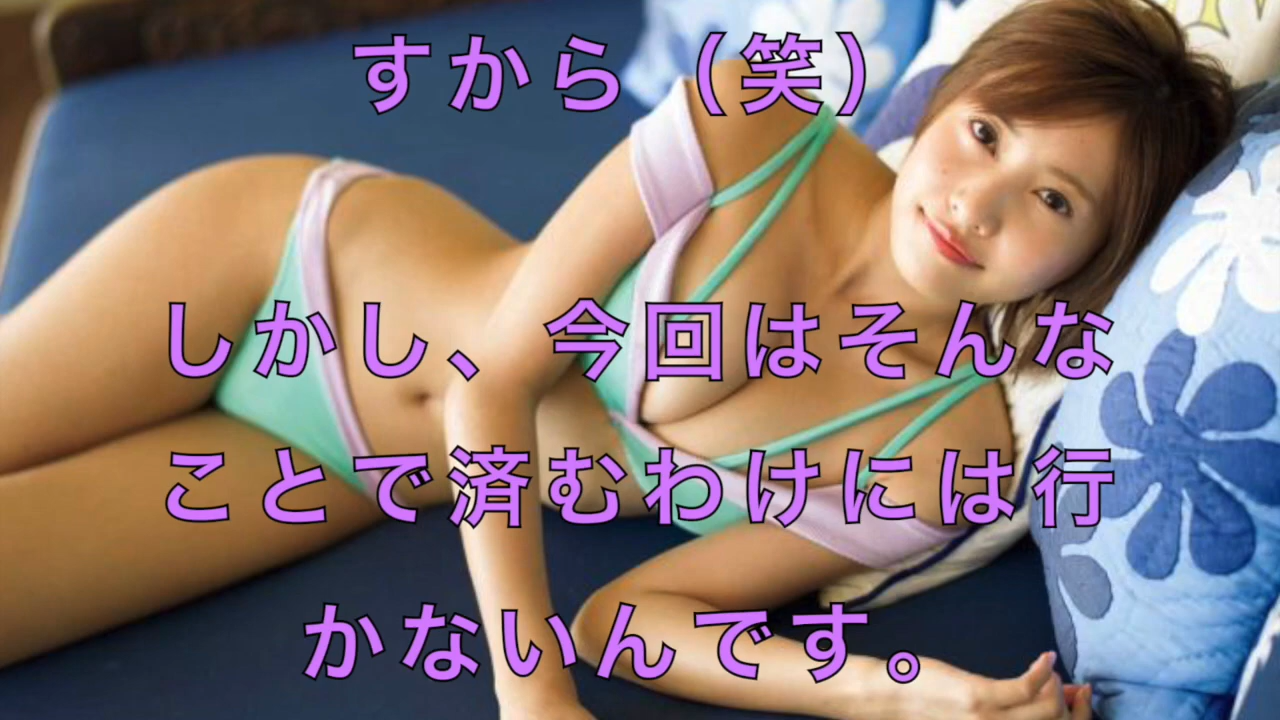 すから（笑）
しかし、今回はそんな
ことで済むわけには行
かないんです。